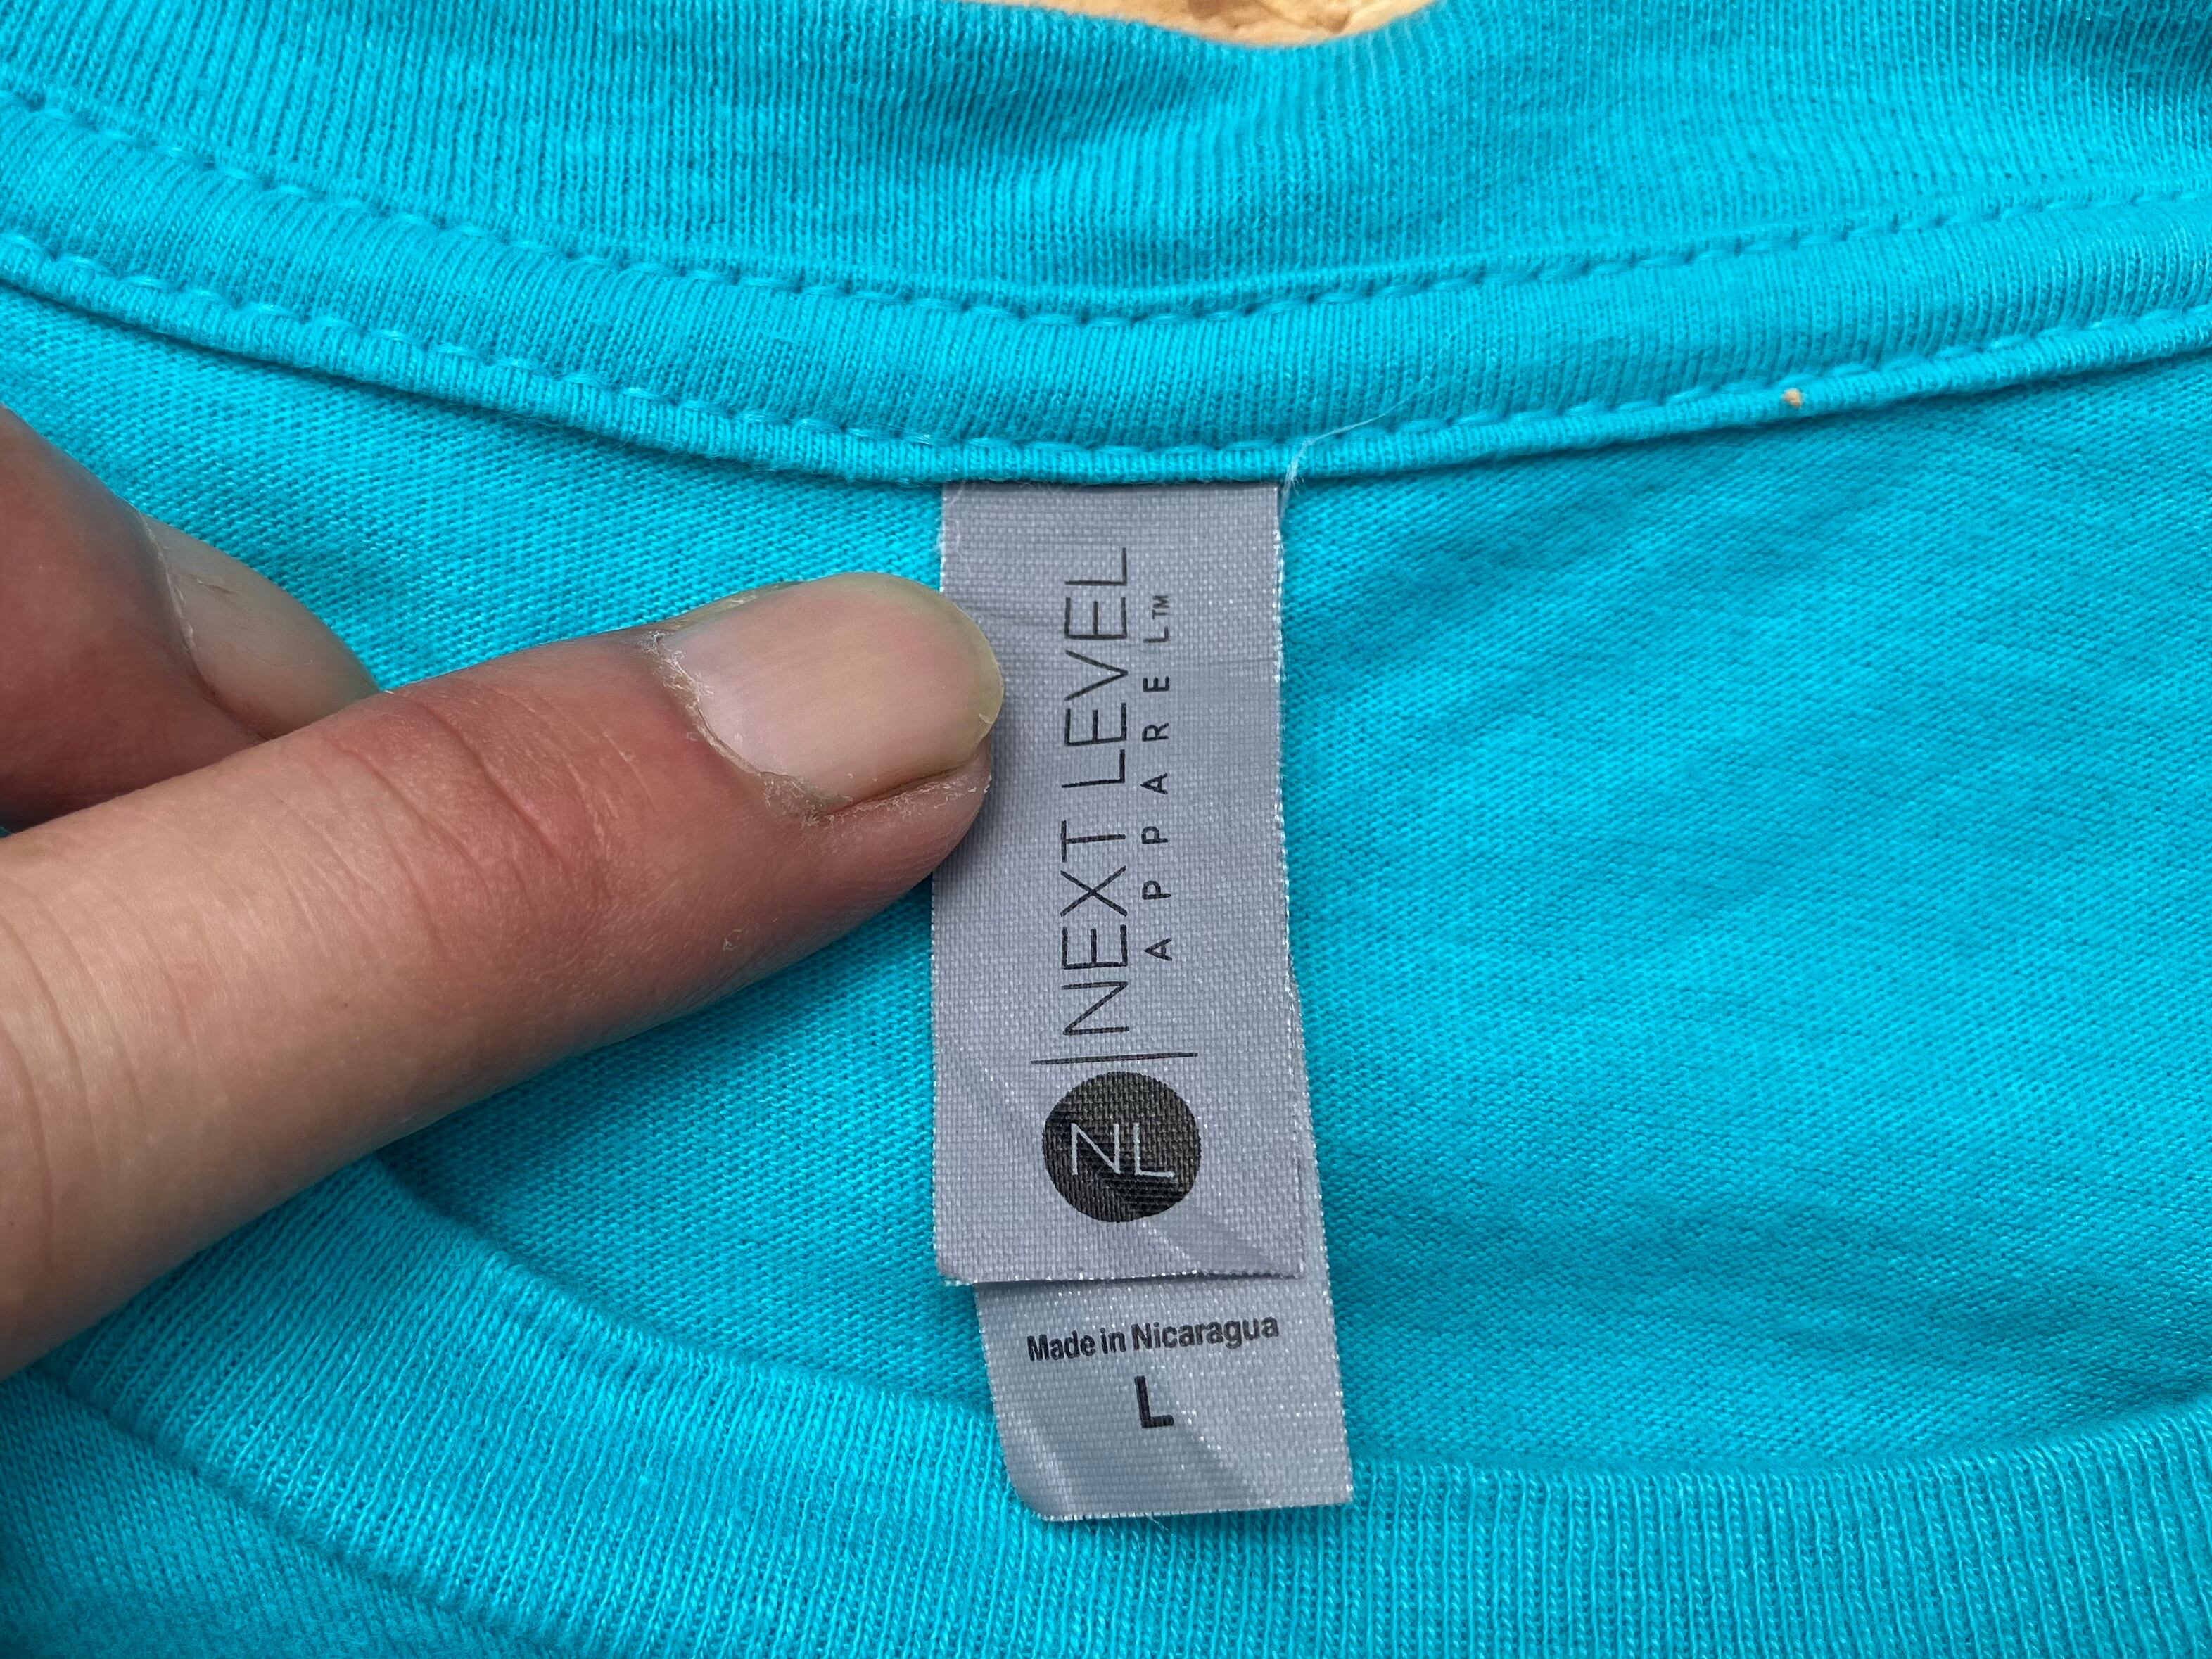 NEXT LEVEL
APPAREL™
NL
Made in Nicaragua
L